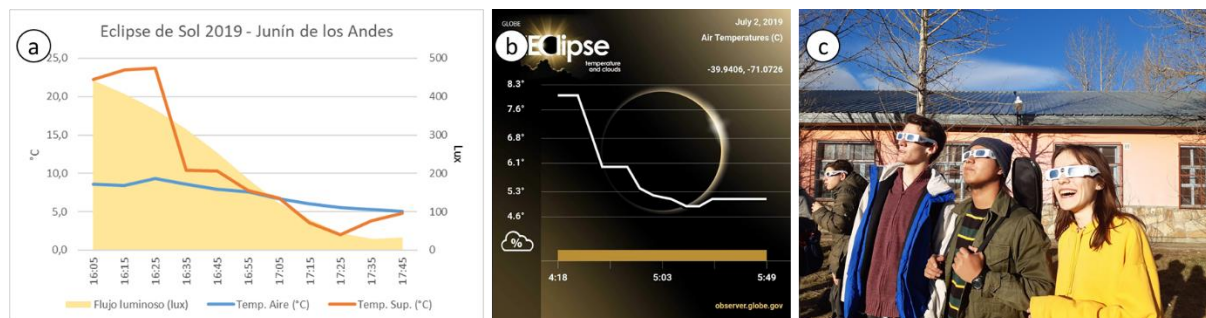 a
Eclipse de Sol 2019 - Junín de los Andes
25,0
20,0
15,0
10,0
5,0
0,0
°C
500
400
300
200
100
0
Lux
16:05
16:15
16:25
16:35
16:45
16:55
17:05
17:15
17:25
17:35
17:45
Flujo luminoso (lux)
Temp. Aire (°C)
Temp. Sup. (°C)
b
GLOBE
Eclipse
temperature
and clouds
July 2, 2019
Air Temperatures (C)
-39.9406, -71.0726
8.3°
7.6°
6.8°
6.1°
5.3°
4.6°
%
4:18
5:03
5:49
observer.globe.gov
c